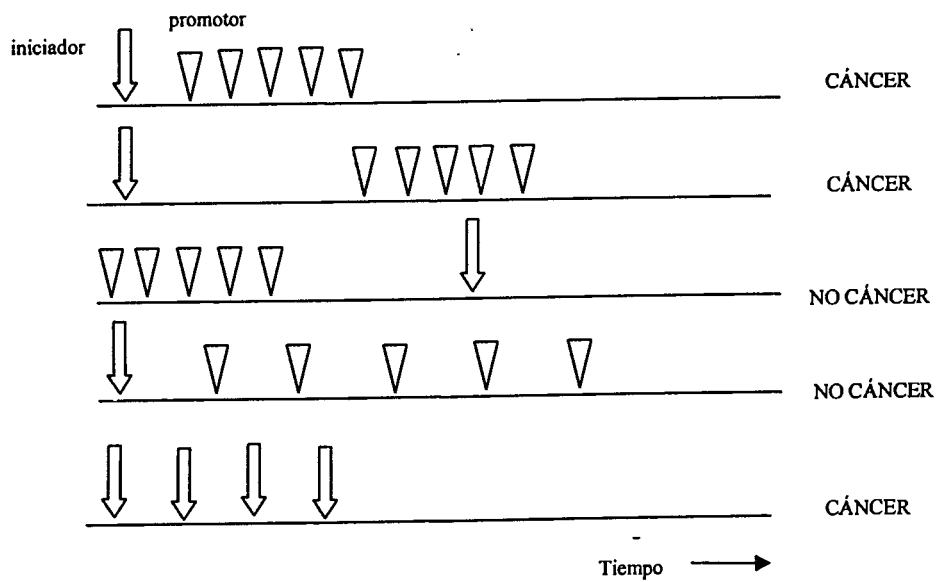 promotor
iniciador
CÁNCER
CÁNCER
NO CÁNCER
NO CÁNCER
CÁNCER
Tiempo